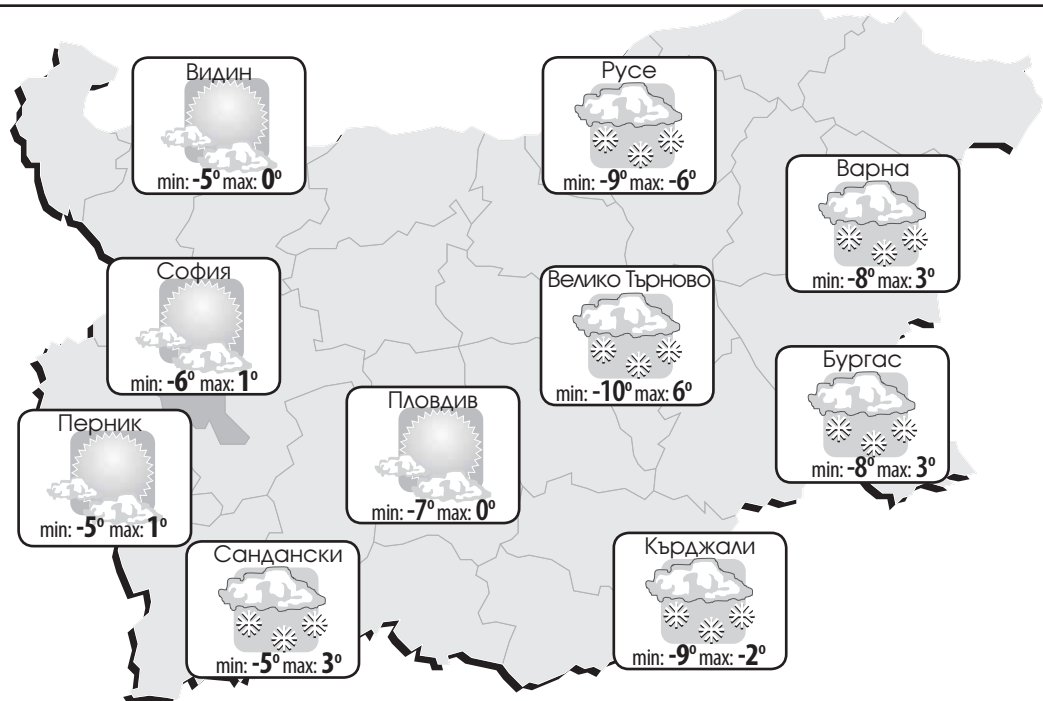 Видин
min: -5° max: 0°
Русе
min: -9° max: -6°
Варна
min: -8° max: 3°
София
min: -6° max: 1°
Велико Търново
min: -10° max: 6°
Бургас
min: -8° max: 3°
Пловдив
min: -7° max: 0°
Перник
min: -5° max: 1°
Сандански
min: -5° max: 3°
Кърджали
min: -9° max: -2°